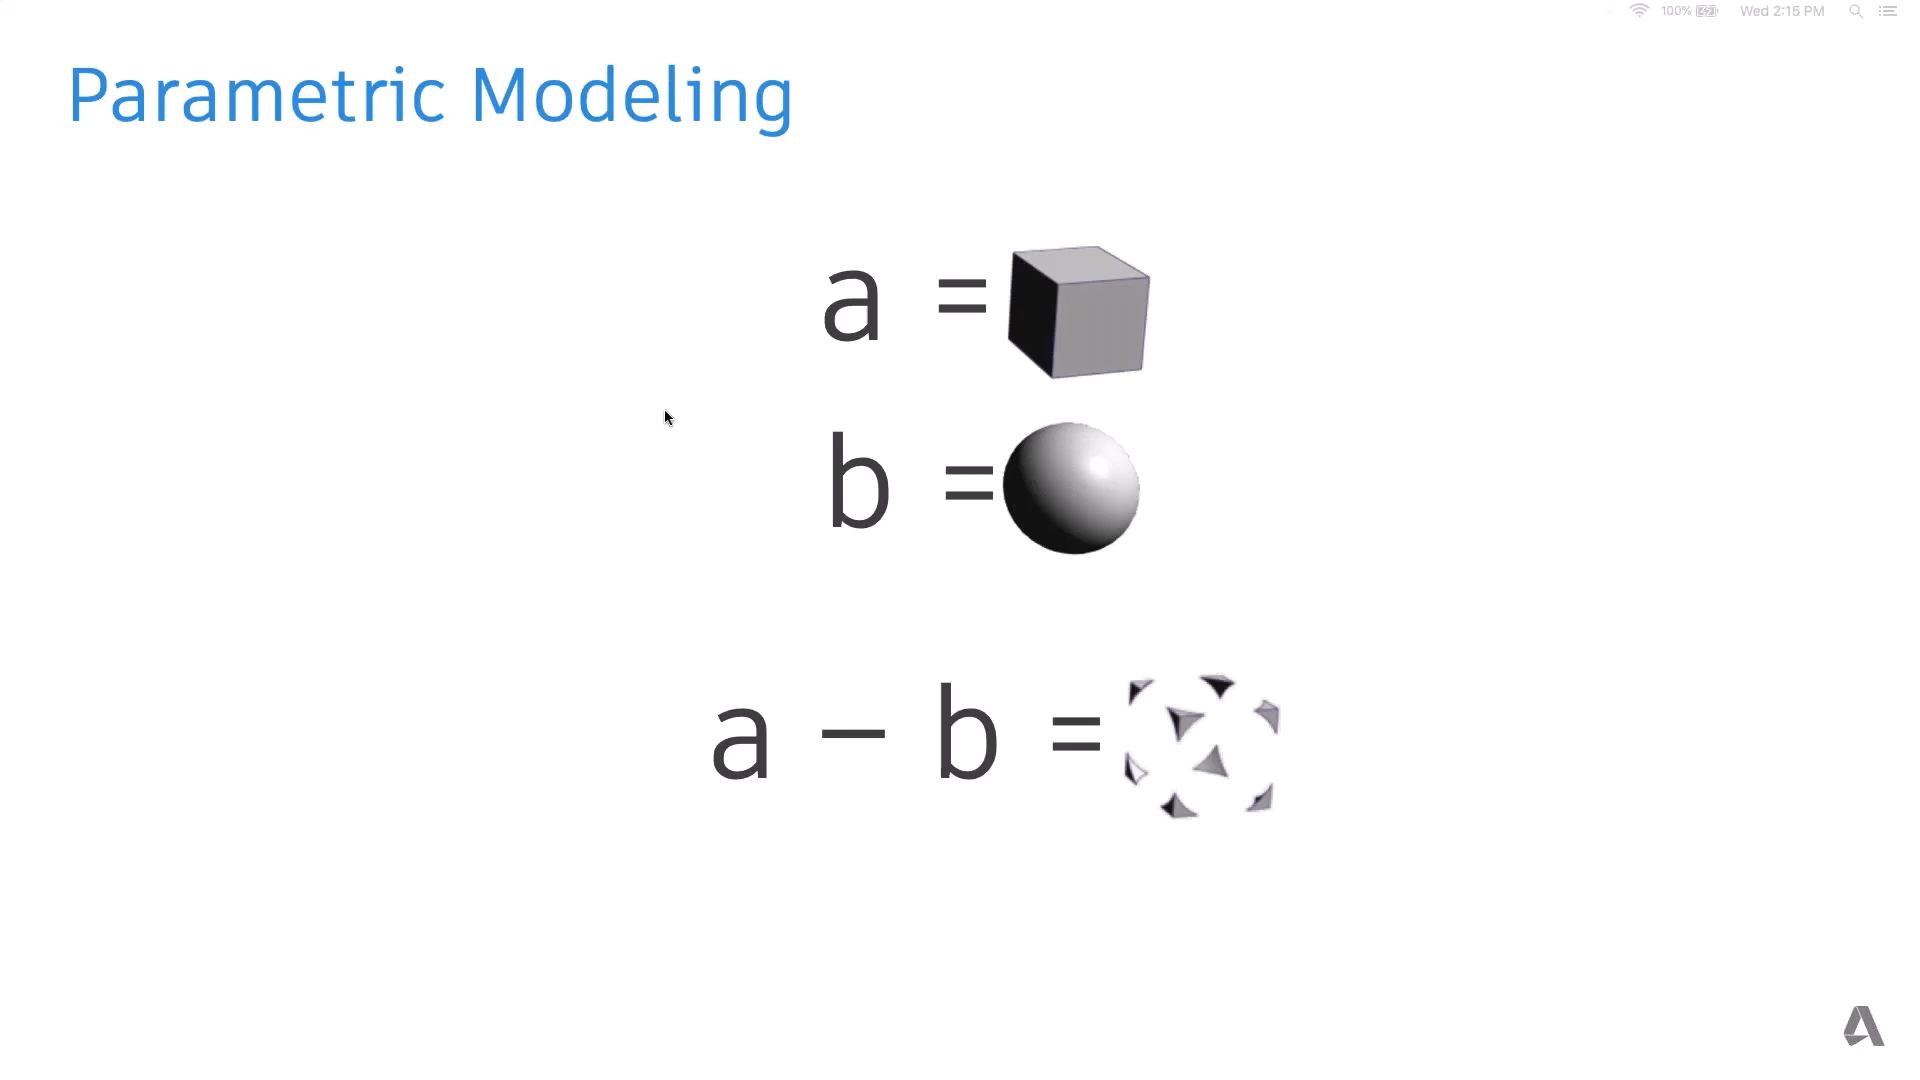 100% Wed 2:15 PM
Parametric Modeling
a =
b =
a – b =